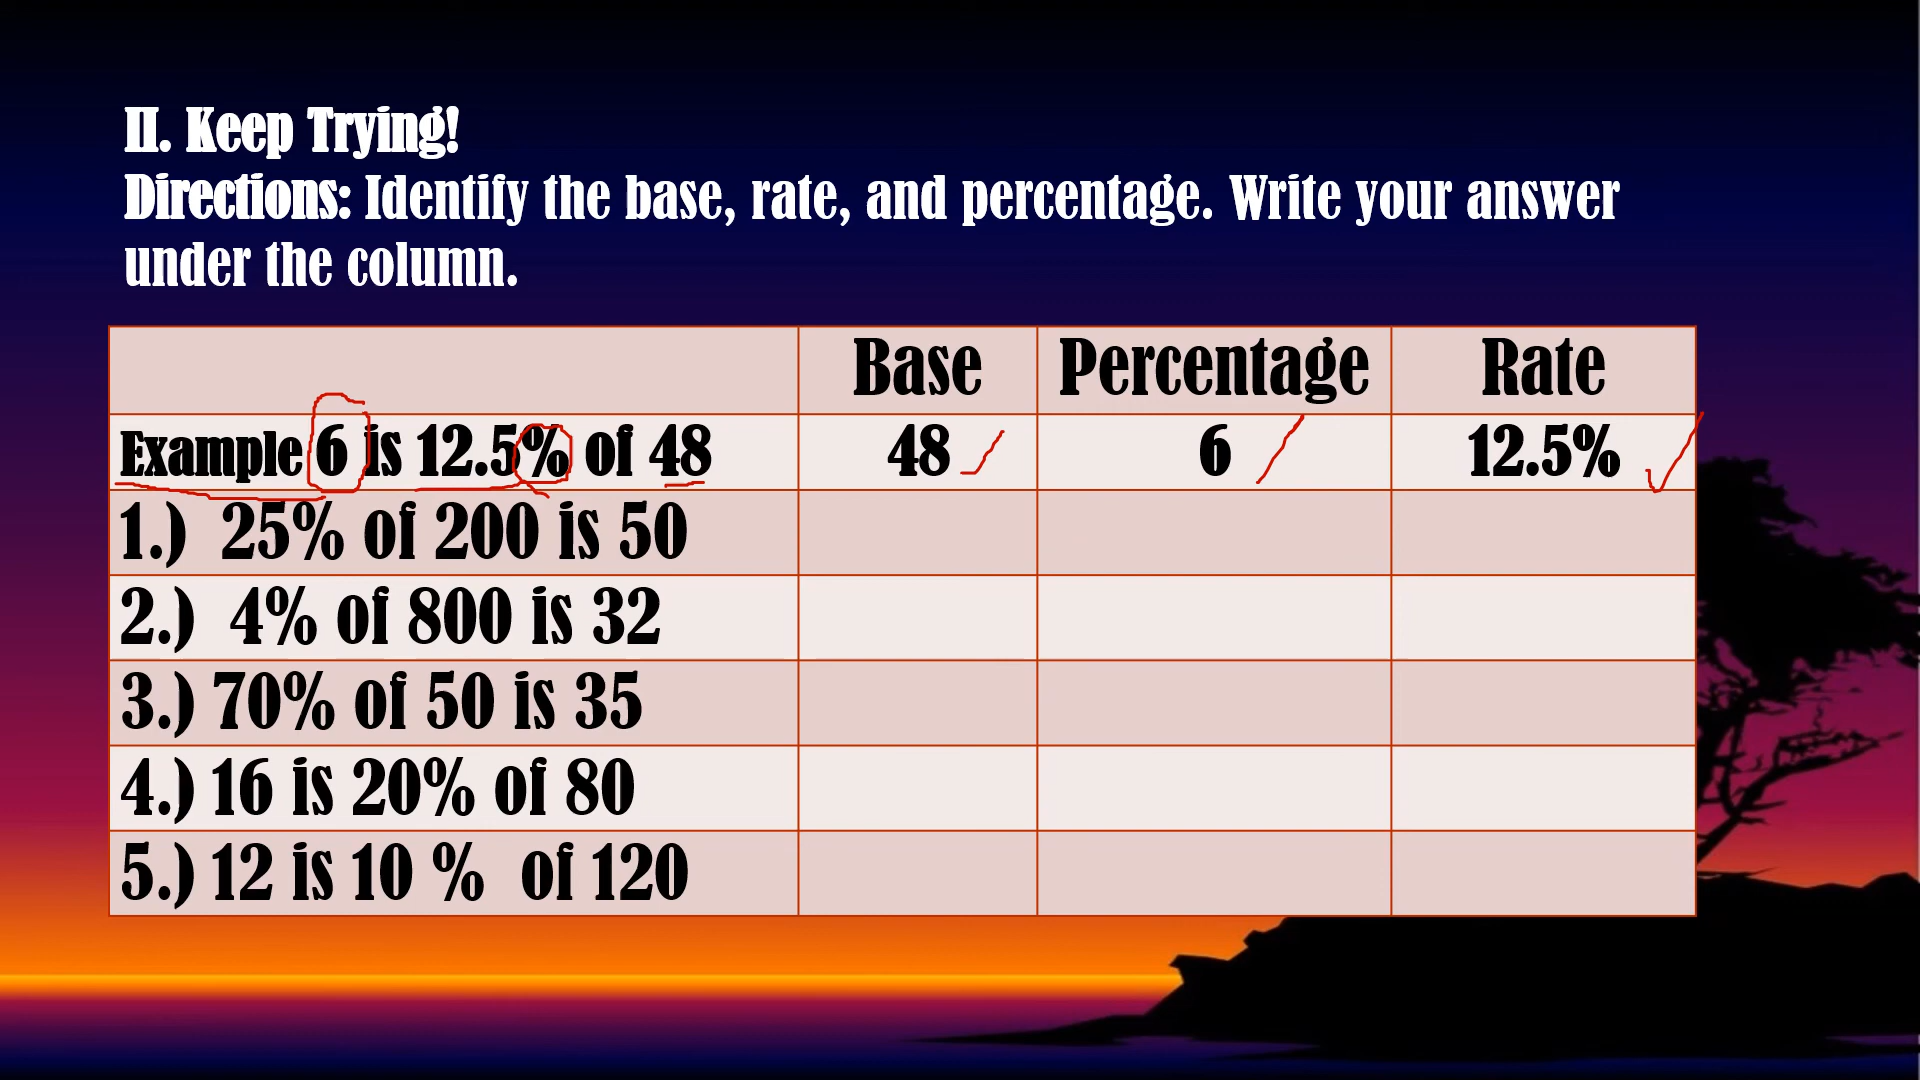 II. Keep Trying!
Directions: Identify the base, rate, and percentage. Write your answer
under the column.
Base Percentage Rate
Example 6 is 12.5% of 48 48 6 12.5%
1.) 25% of 200 is 50
2.) 4% of 800 is 32
3.) 70% of 50 is 35
4.) 16 is 20% of 80
5.) 12 is 10 % of 120